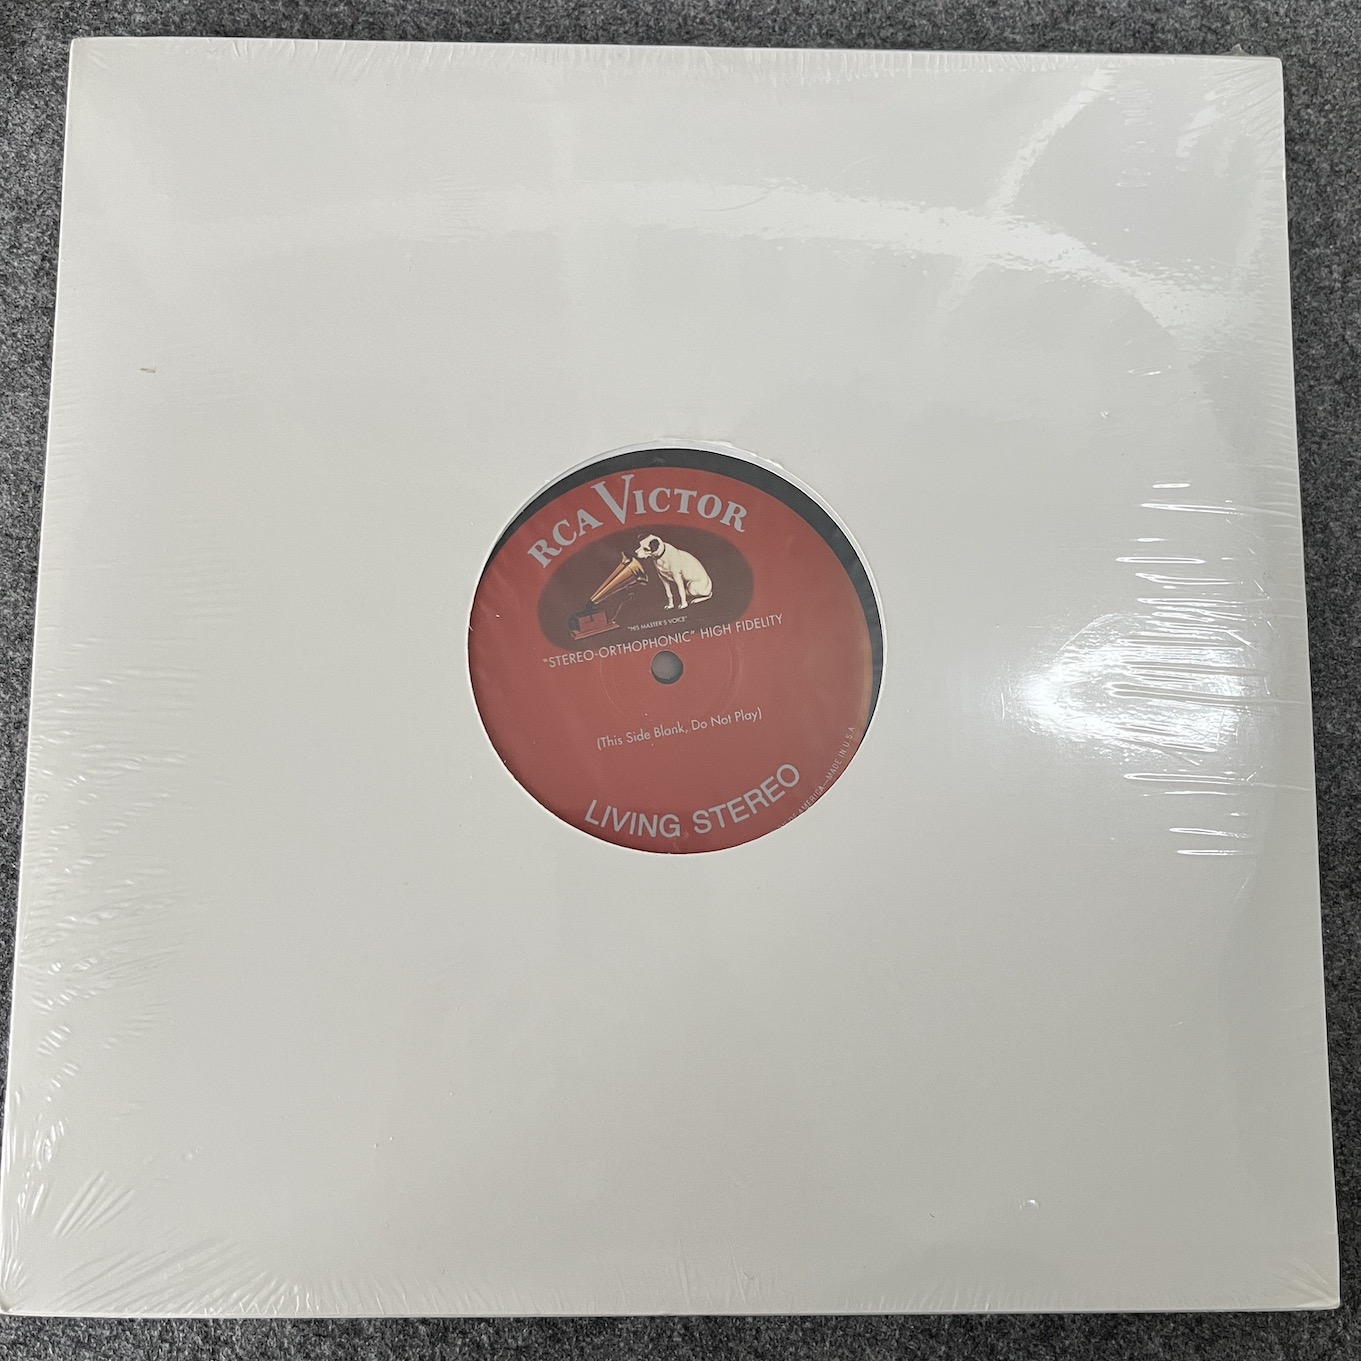 RCA VICTOR
"HIS MASTER'S VOICE"
"STEREO-ORTHOPHONIC" HIGH FIDELITY
(This Side Blank, Do Not Play)
LIVING STEREO
AMERICA—MADE IN U.S.A.